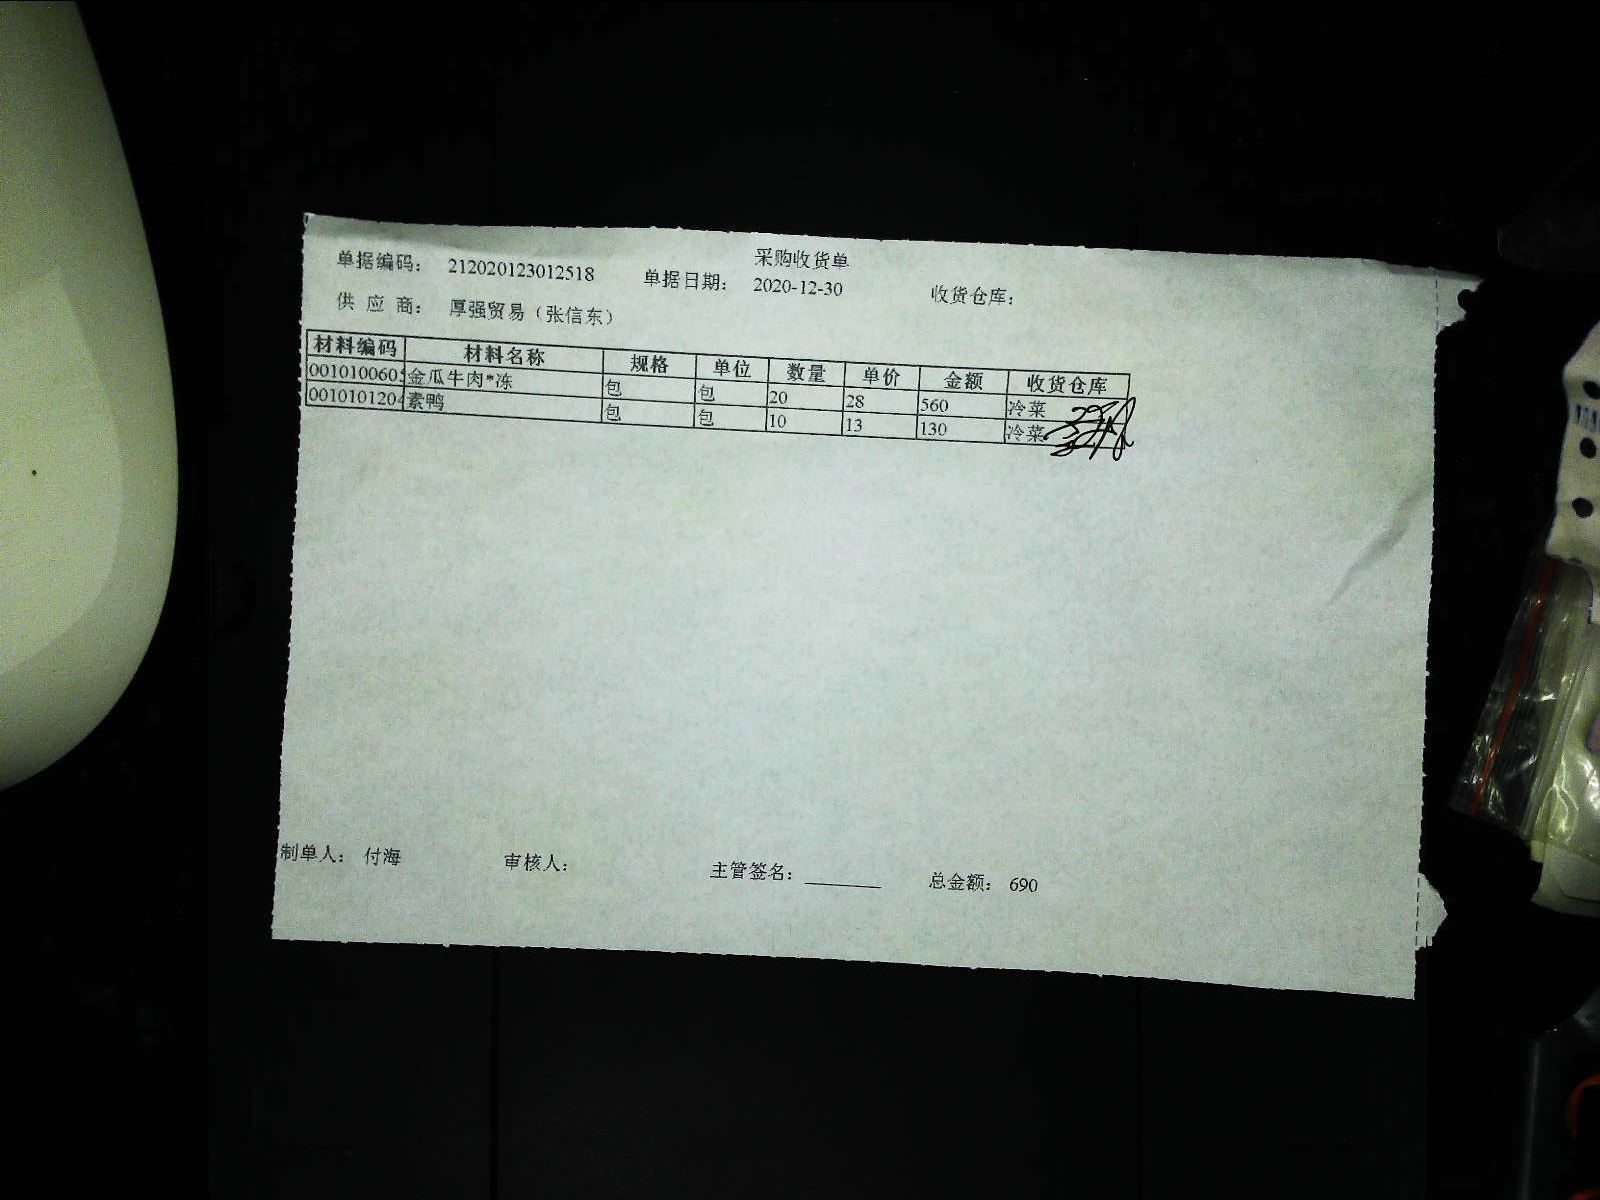 采购收货单
单据编码： 212020123012518 单据日期： 2020-12-30 收货仓库：
供 应 商： 厚强贸易（张信东）
材料编码 材料名称 规格 单位 数量 单价 金额 收货仓库
001010060 金瓜牛肉*冻 包 包 20 28 560 冷菜
001010120 素鸭 包 包 10 13 130 冷菜
制单人： 付海 审核人： 主管签名： 总金额： 690